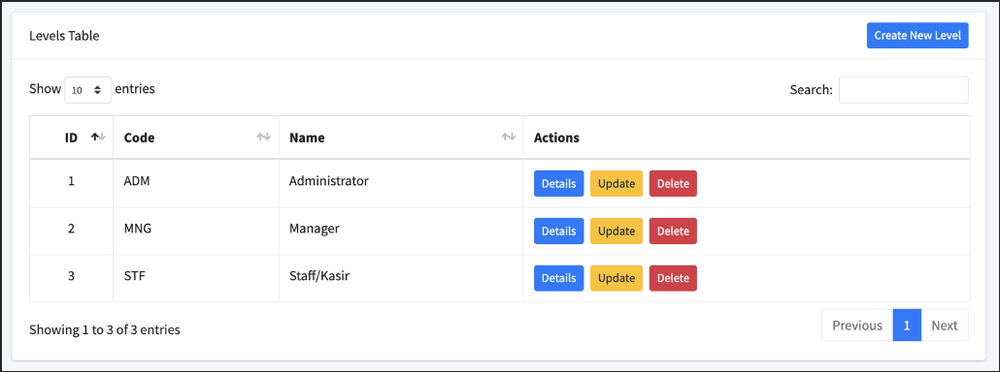 Levels Table Create New Level
Show 10 entries Search:
ID Code Name Actions
1 ADM Administrator Details Update Delete
2 MNG Manager Details Update Delete
3 STF Staff/Kasir Details Update Delete
Showing 1 to 3 of 3 entries Previous 1 Next